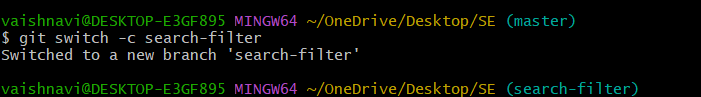 vaishnavi@DESKTOP-E3GF895 MINGW64 ~/OneDrive/Desktop/SE (master)
$ git switch -c search-filter
Switched to a new branch 'search-filter'
vaishnavi@DESKTOP-E3GF895 MINGW64 ~/OneDrive/Desktop/SE (search-filter)